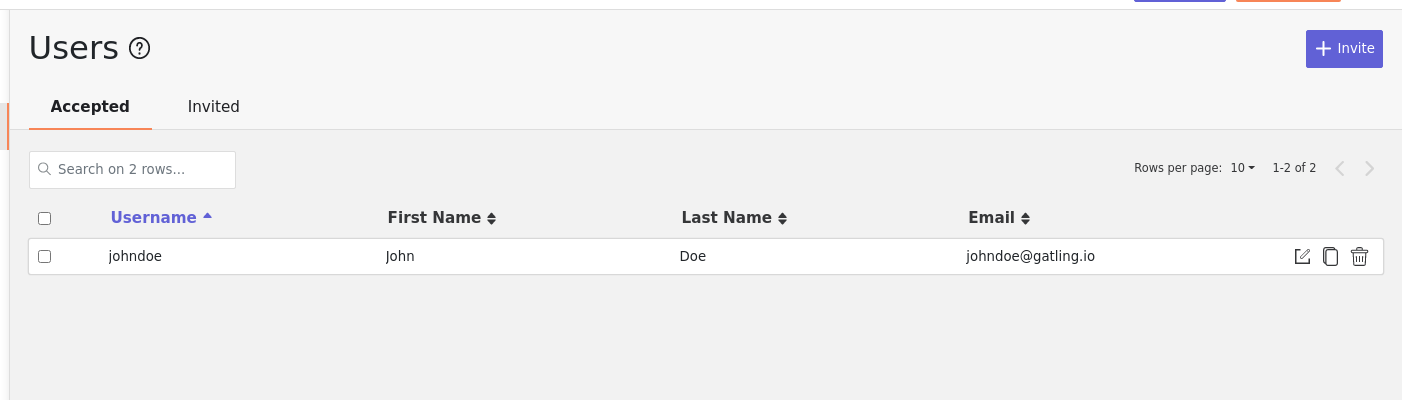 Users ?
Invite
Accepted Invited
Search on 2 rows...
Rows per page: 10 1-2 of 2
Username First Name Last Name Email
johndoe John Doe johndoe@gatling.io